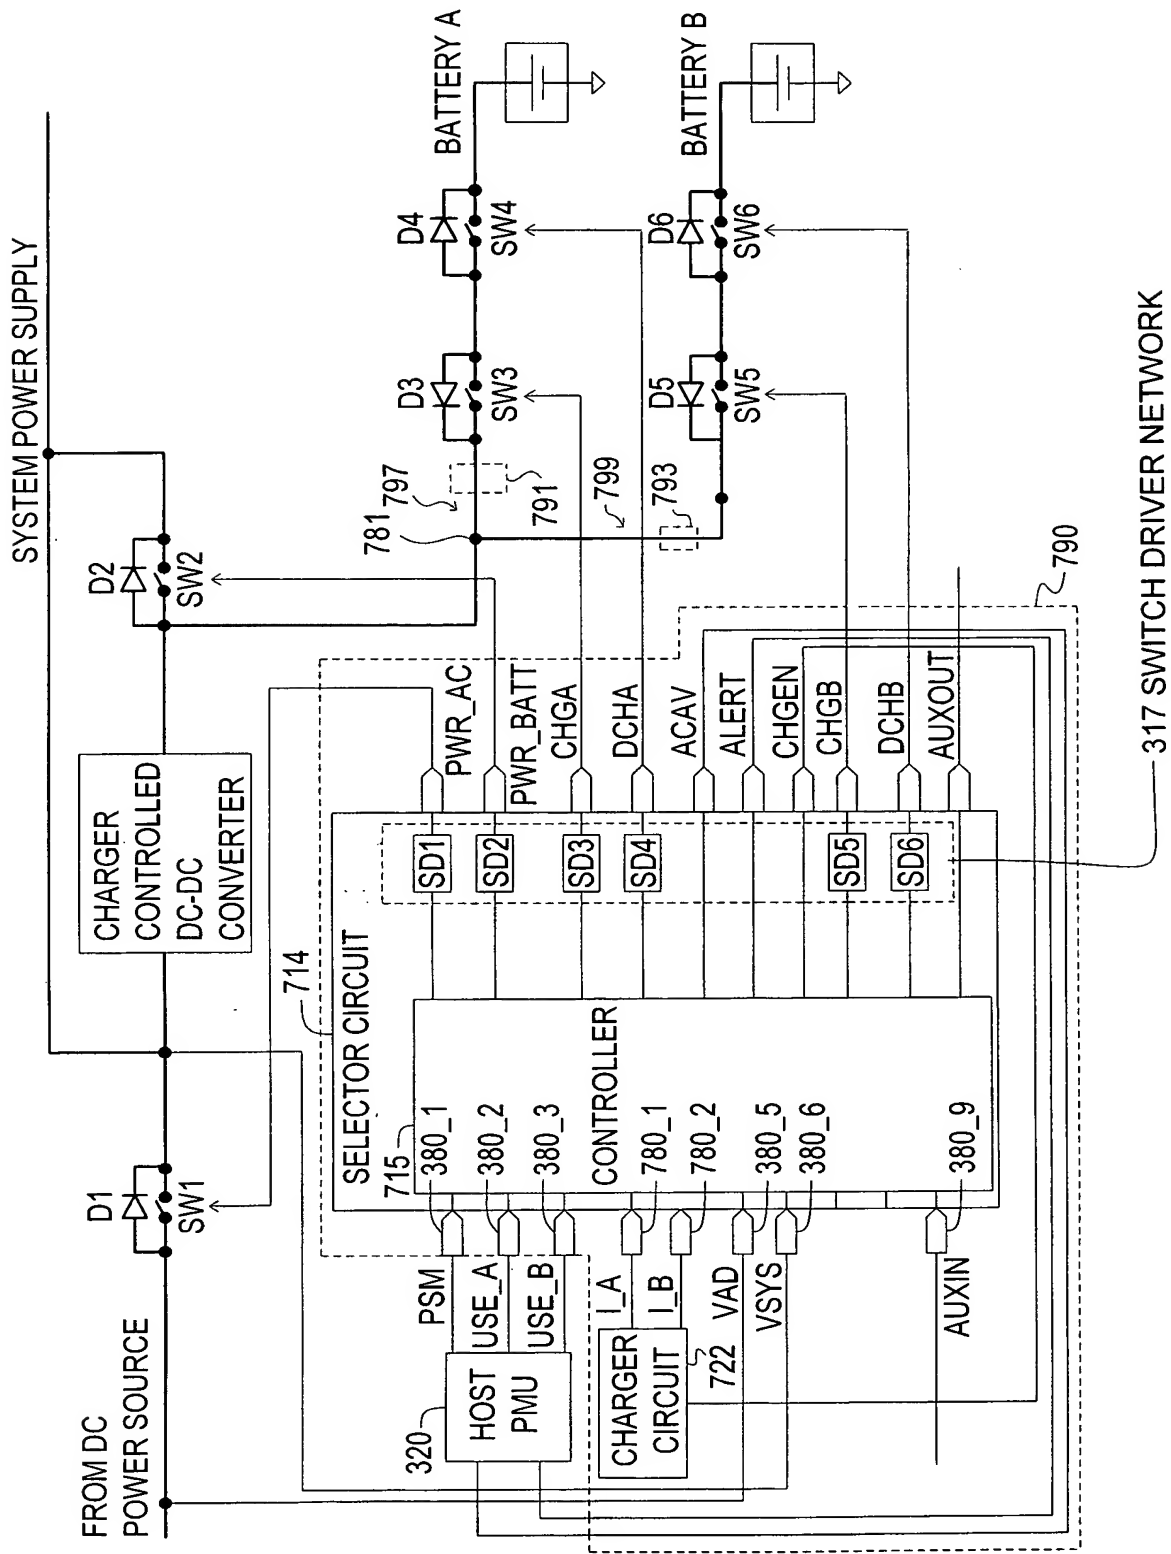 SYSTEM POWER SUPPLY
FROM DC
POWER SOURCE
D1
SW1
CHARGER
CONTROLLED
DC-DC
CONVERTER
D2
SW2
781
797
791
799
793
D3
SW3
D4
SW4
BATTERY A
D5
SW5
D6
SW6
BATTERY B
320
HOST
PMU
PSM
USE_A
USE_B
CHARGER
CIRCUIT
722
I_A
I_B
VAD
VSYS
AUXIN
714
SELECTOR CIRCUIT
715
CONTROLLER
380_1
380_2
380_3
780_1
780_2
380_5
380_6
380_9
SD1
SD2
SD3
SD4
SD5
SD6
PWR_AC
PWR_BATT
CHGA
DCHA
ACAV
ALERT
CHGEN
CHGB
DCHB
AUXOUT
790
317 SWITCH DRIVER NETWORK